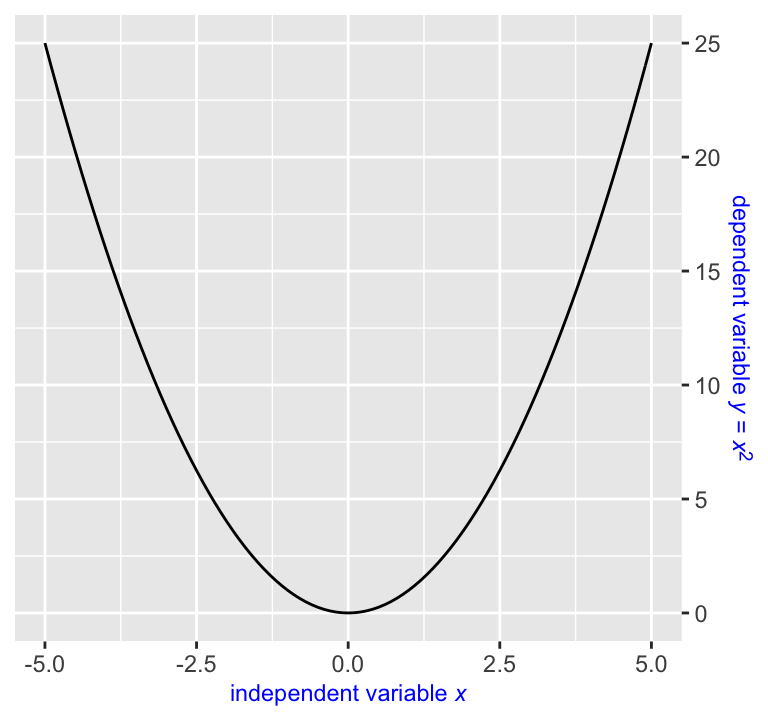 25
20
15
10
5
0
dependent variable y = x²
-5.0 -2.5 0.0 2.5 5.0
independent variable x